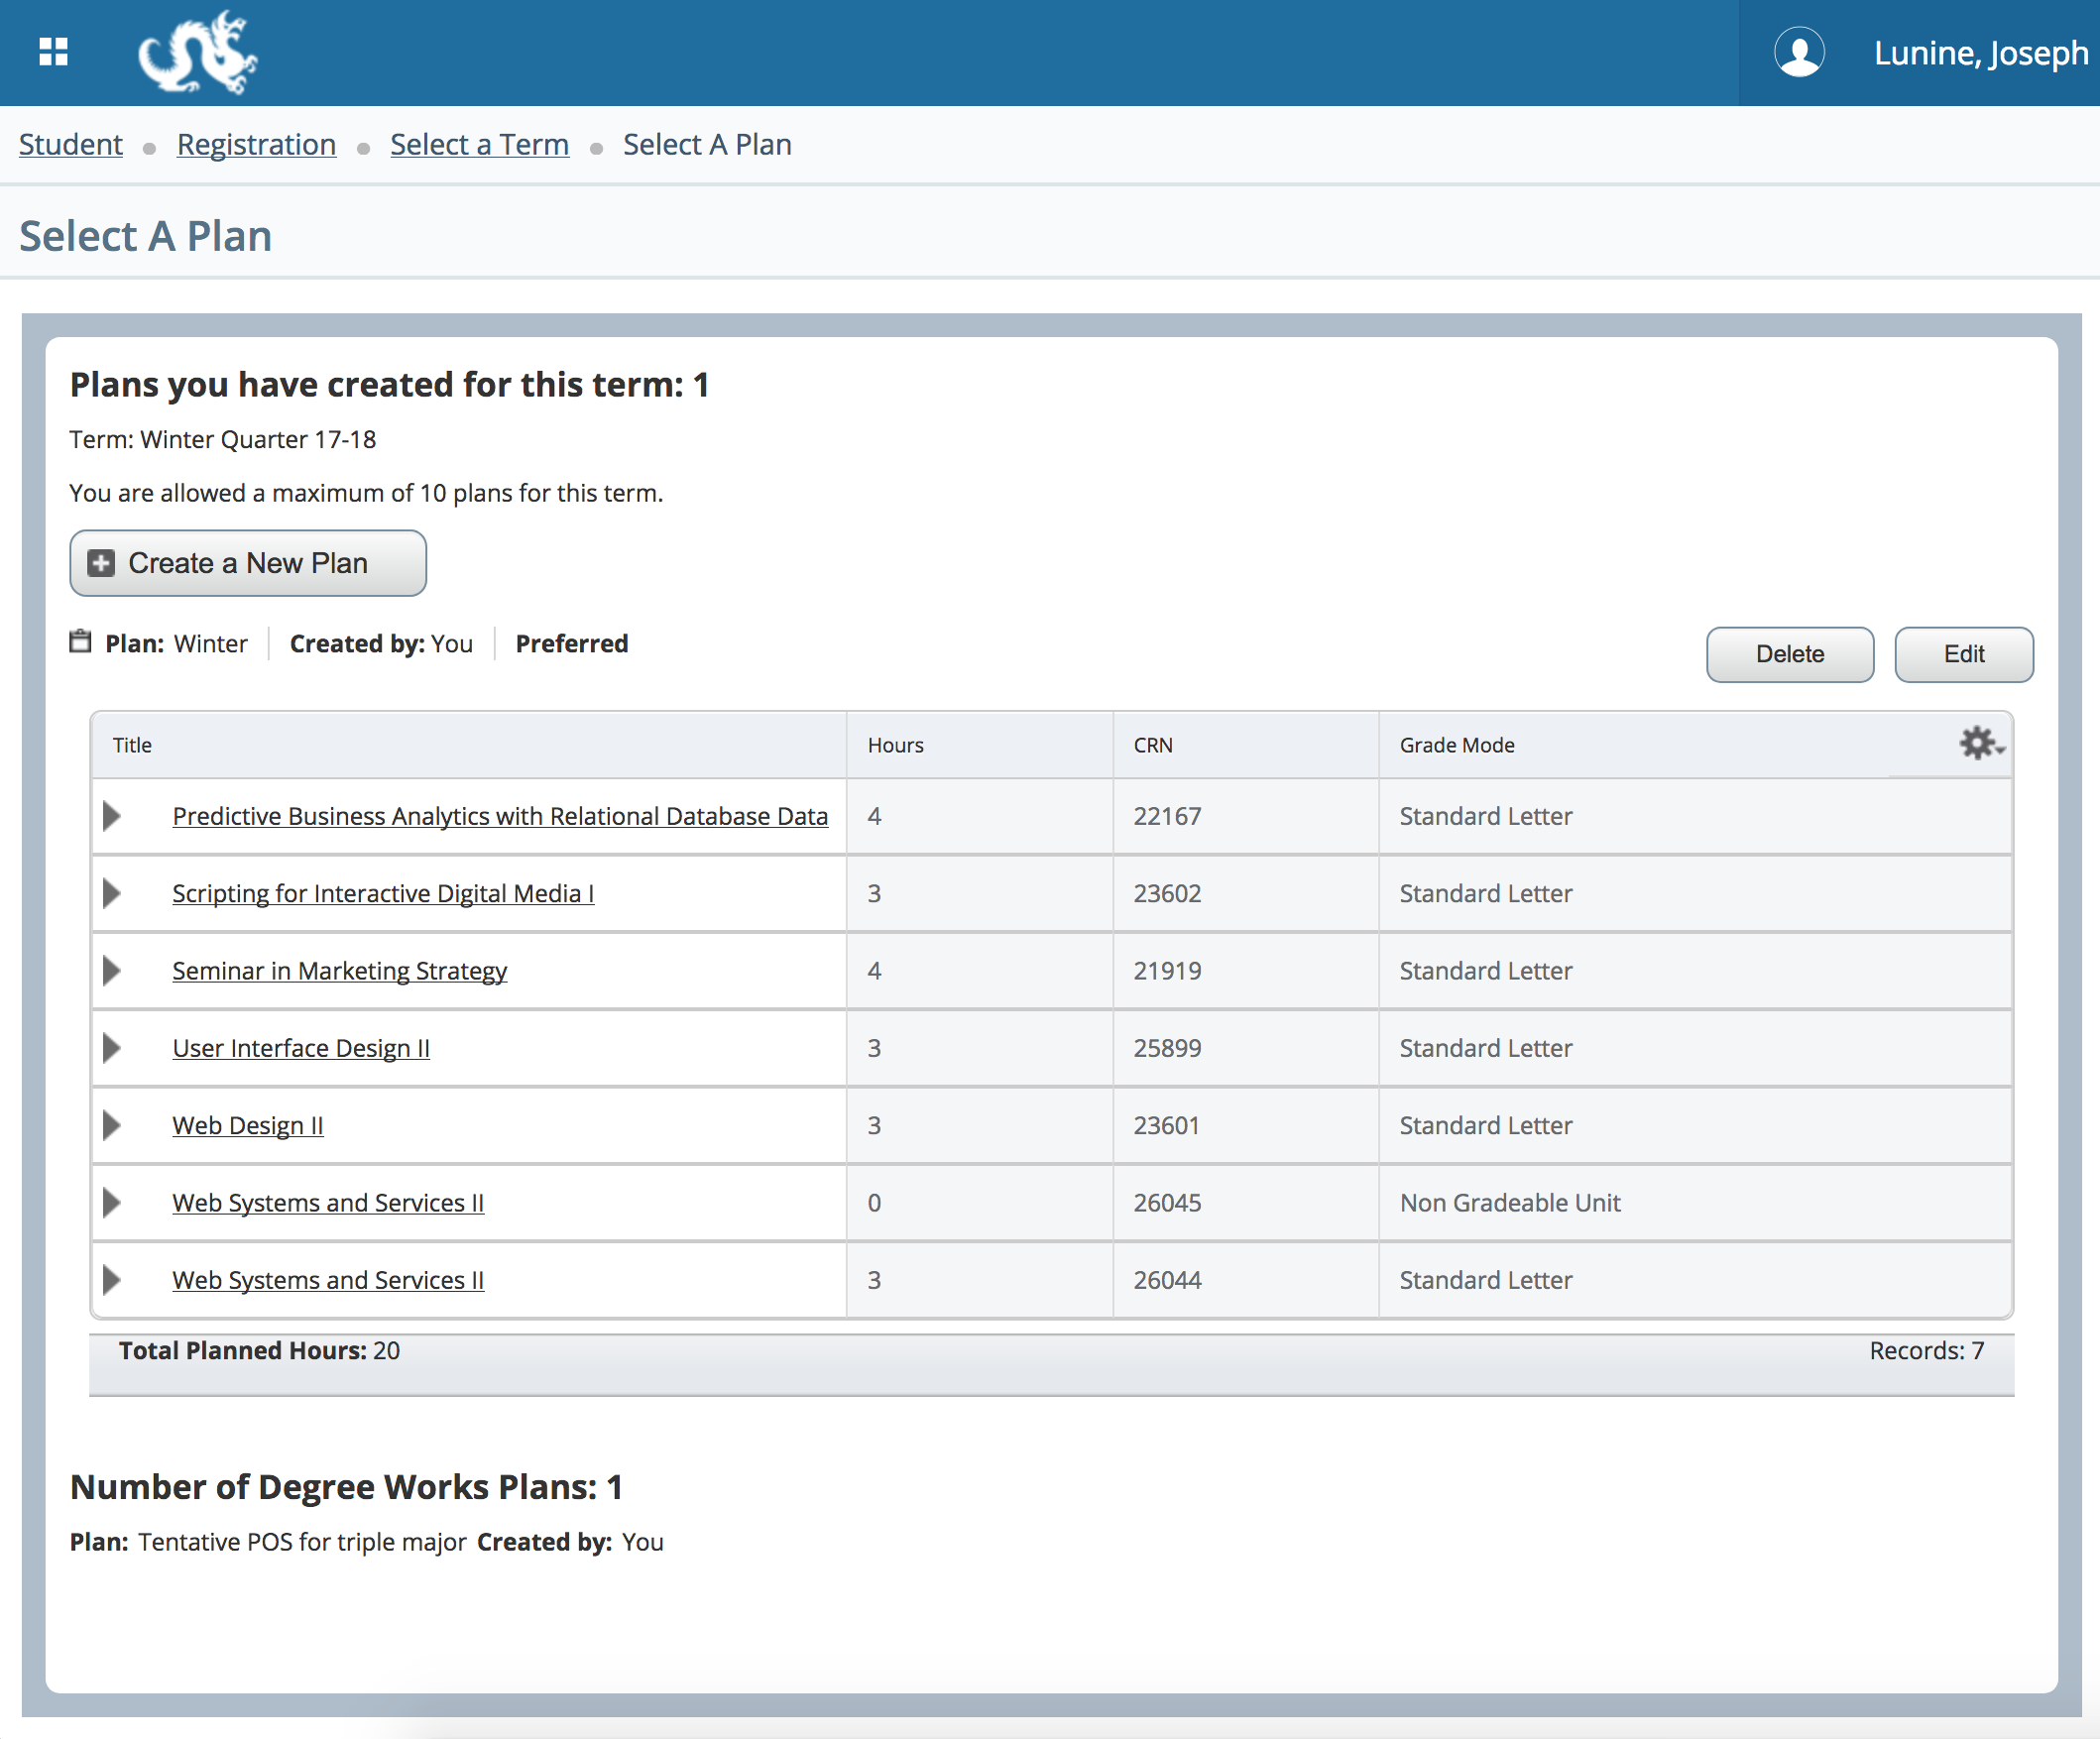 Lunine, Joseph
Student Registration Select a Term Select A Plan
Select A Plan
Plans you have created for this term: 1
Term: Winter Quarter 17-18
You are allowed a maximum of 10 plans for this term.
Create a New Plan
Plan: Winter Created by: You Preferred Delete Edit
Title Hours CRN Grade Mode
Predictive Business Analytics with Relational Database Data 4 22167 Standard Letter
Scripting for Interactive Digital Media I 3 23602 Standard Letter
Seminar in Marketing Strategy 4 21919 Standard Letter
User Interface Design II 3 25899 Standard Letter
Web Design II 3 23601 Standard Letter
Web Systems and Services II 0 26045 Non Gradeable Unit
Web Systems and Services II 3 26044 Standard Letter
Total Planned Hours: 20 Records: 7
Number of Degree Works Plans: 1
Plan: Tentative POS for triple major Created by: You